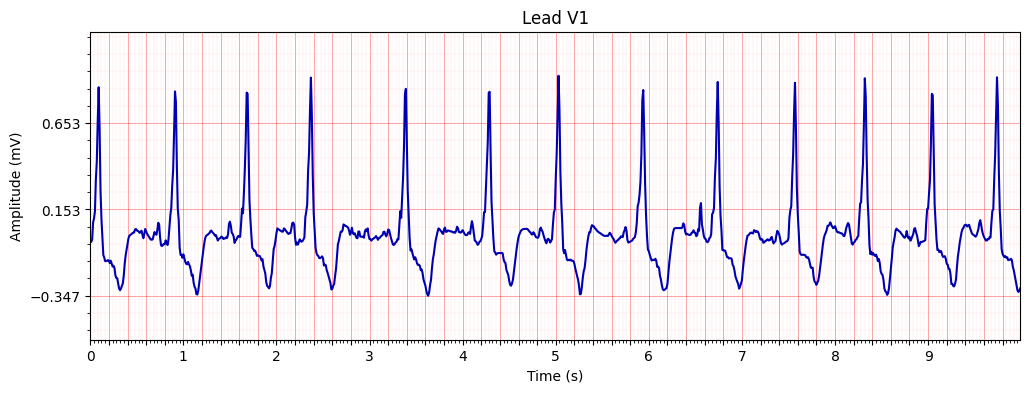 Lead V1
Amplitude (mV)
0.653
0.153
−0.347
0 1 2 3 4 5 6 7 8 9
Time (s)